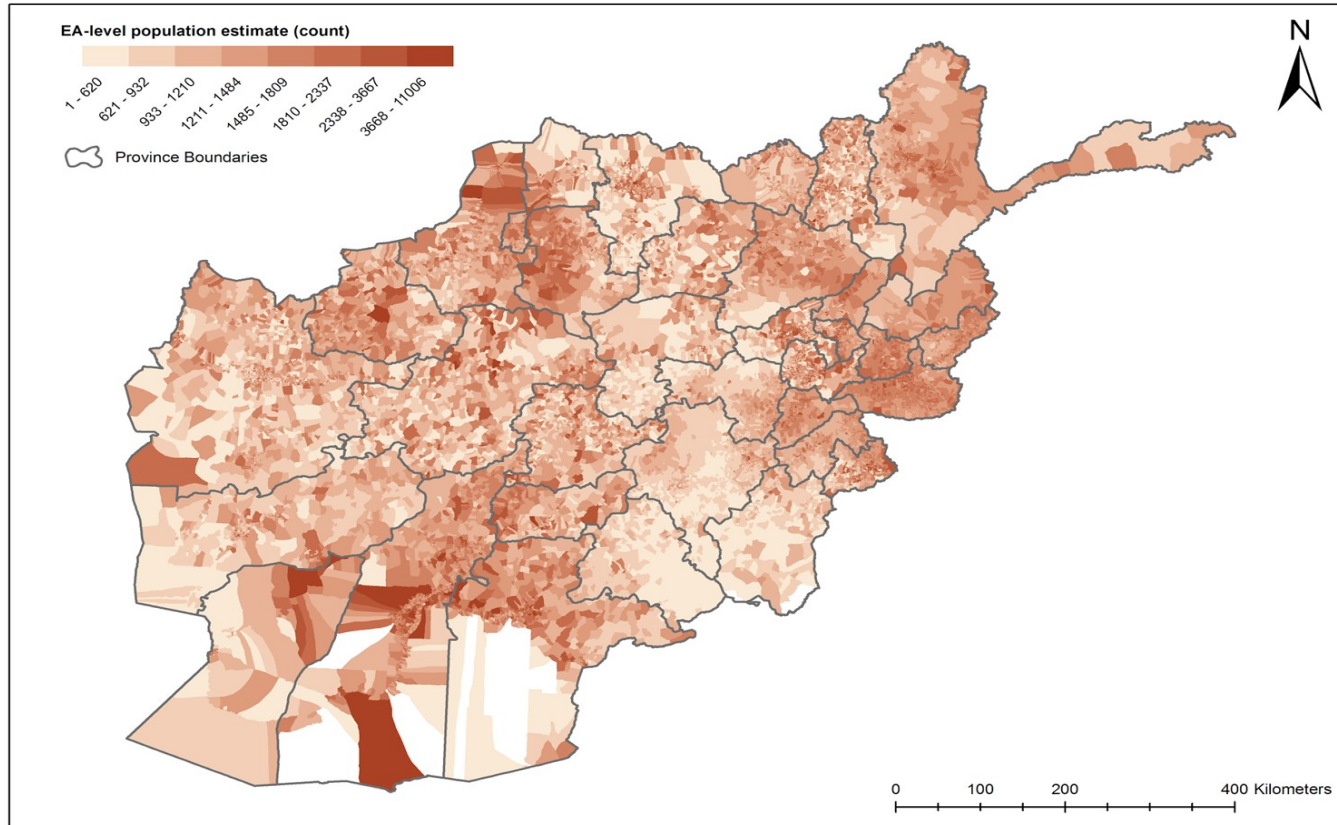 EA-level population estimate (count)
1 - 620
621 - 932
933 - 1210
1211 - 1484
1485 - 1809
1810 - 2337
2338 - 3667
3668 - 11006
Province Boundaries
N
0 100 200 400 Kilometers